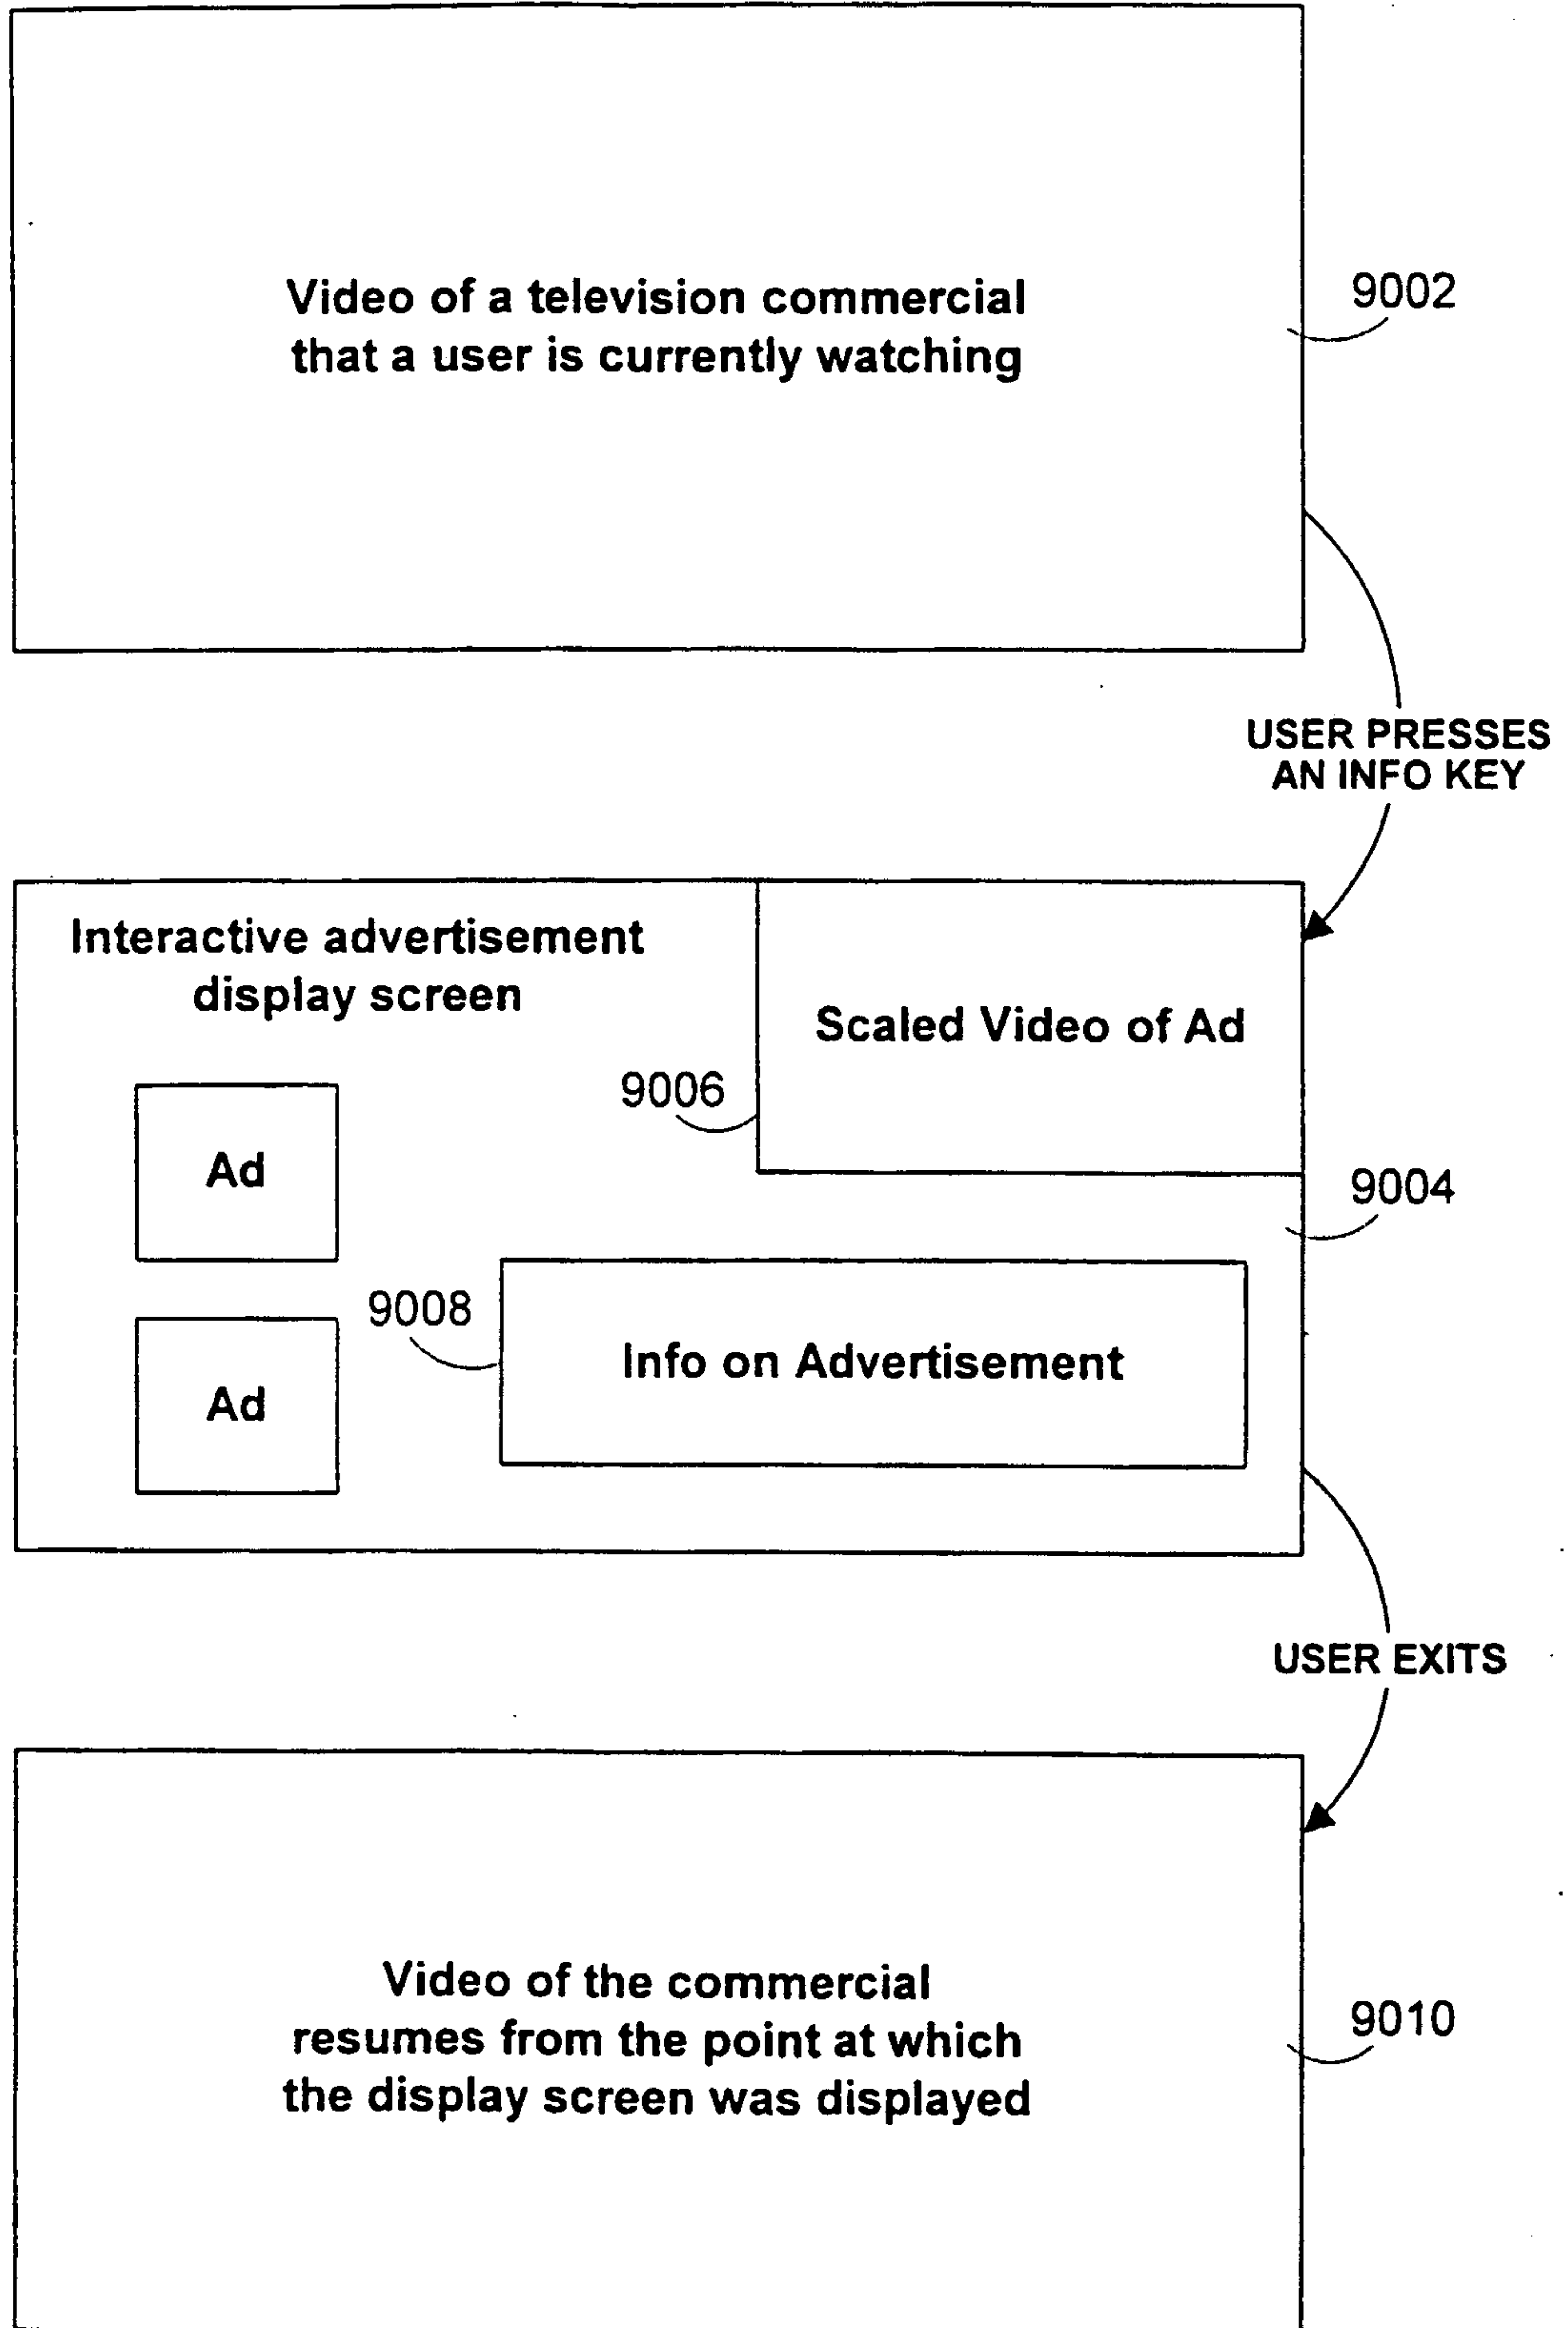 Video of a television commercial
that a user is currently watching
9002
USER PRESSES
AN INFO KEY
Interactive advertisement
display screen
Scaled Video of Ad
9006
Ad
9004
9008
Info on Advertisement
Ad
USER EXITS
Video of the commercial
resumes from the point at which
the display screen was displayed
9010